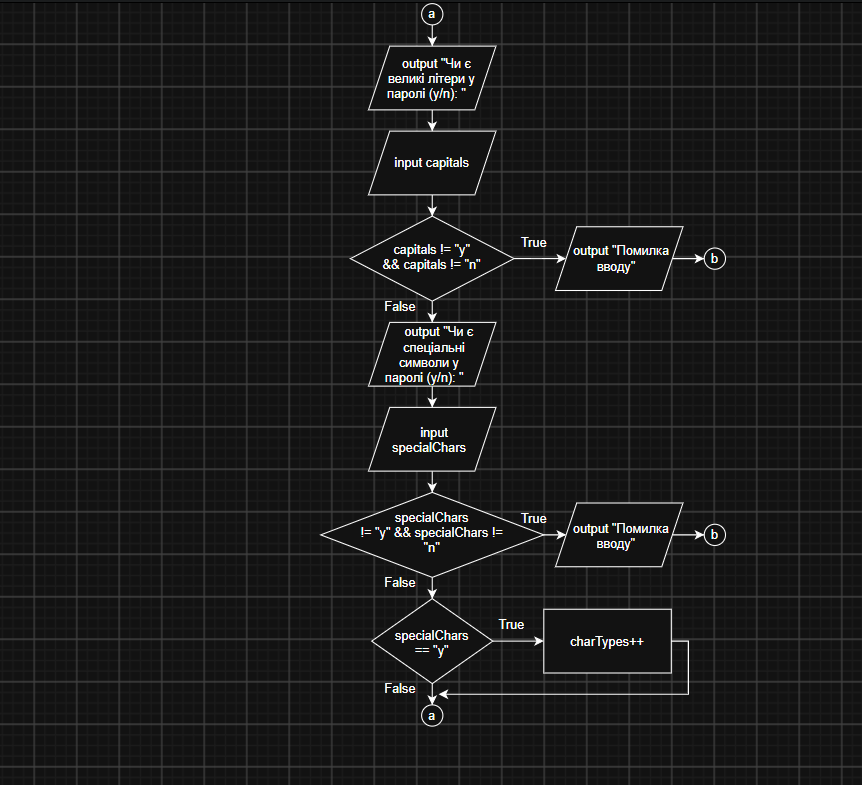 a
output "Чи є
великі літери у
паролі (y/n): "
input capitals
capitals != "y"
&& capitals != "n"
True
output "Помилка
вводу"
b
False
output "Чи є
спеціальні
символи у
паролі (y/n): "
input
specialChars
specialChars
!= "y" && specialChars !=
"n"
True
output "Помилка
вводу"
b
False
specialChars
== "y"
True
charTypes++
False
a